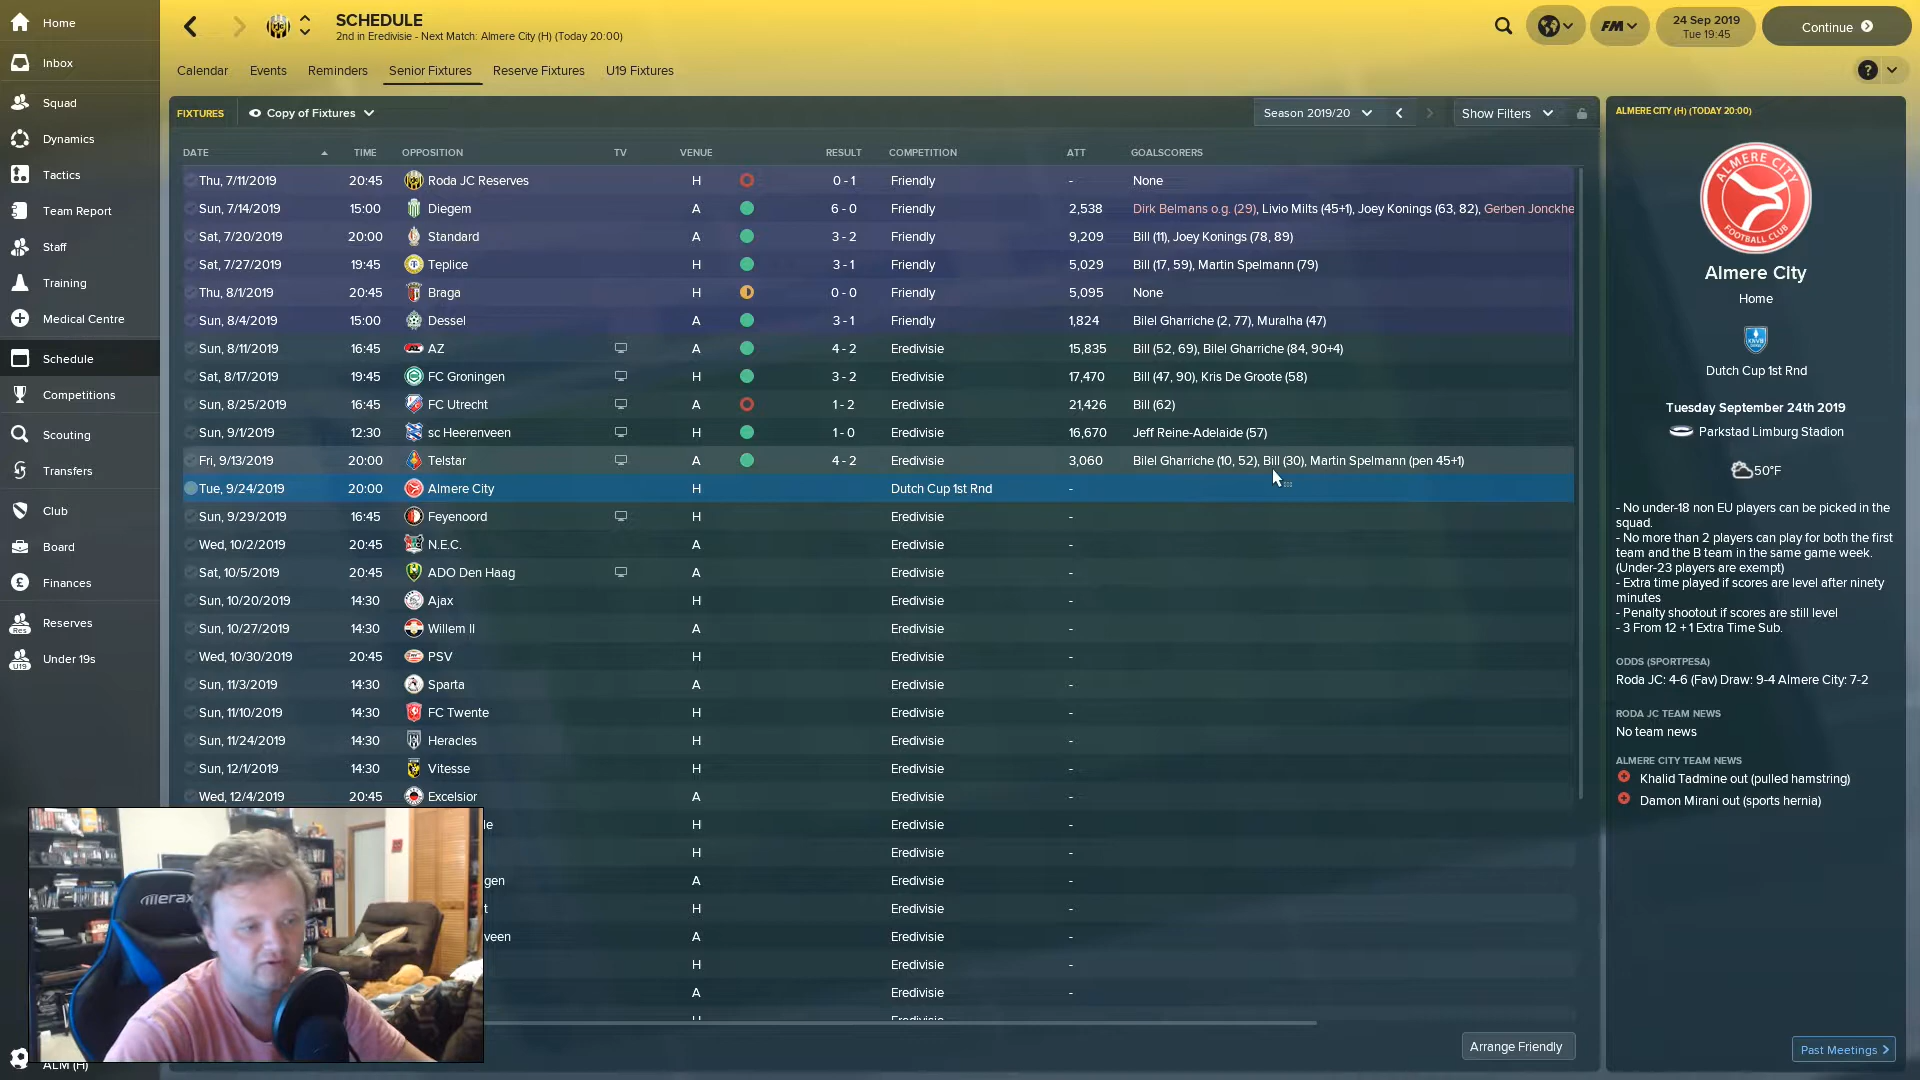 Home
Inbox
Squad
Dynamics
Tactics
Team Report
Staff
Training
Medical Centre
Schedule
Competitions
Scouting
Transfers
Club
Board
Finances
Reserves
Under 19s
ALM (H)
SCHEDULE
2nd in Eredivisie - Next Match: Almere City (H) (Today 20:00)
FM
24 Sep 2019
Tue 19:45
Continue
Calendar Events Reminders Senior Fixtures Reserve Fixtures U19 Fixtures
FIXTURES Copy of Fixtures Season 2019/20 Show Filters
DATE TIME OPPOSITION TV VENUE RESULT COMPETITION ATT GOALSCORERS
Thu, 7/11/2019 20:45 Roda JC Reserves H 0 - 1 Friendly - None
Sun, 7/14/2019 15:00 Diegem A 6 - 0 Friendly 2,538 Dirk Belmans o.g. (29), Livio Milts (45+1), Joey Konings (63, 82), Gerben Jonckhe
Sat, 7/20/2019 20:00 Standard A 3 - 2 Friendly 9,209 Bill (11), Joey Konings (78, 89)
Sat, 7/27/2019 19:45 Teplice H 3 - 1 Friendly 5,029 Bill (17, 59), Martin Spelmann (79)
Thu, 8/1/2019 20:45 Braga H 0 - 0 Friendly 5,095 None
Sun, 8/4/2019 15:00 Dessel A 3 - 1 Friendly 1,824 Bilel Gharriche (2, 77), Muralha (47)
Sun, 8/11/2019 16:45 AZ A 4 - 2 Eredivisie 15,835 Bill (52, 69), Bilel Gharriche (84, 90+4)
Sat, 8/17/2019 19:45 FC Groningen H 3 - 2 Eredivisie 17,470 Bill (47, 90), Kris De Groote (58)
Sun, 8/25/2019 16:45 FC Utrecht A 1 - 2 Eredivisie 21,426 Bill (62)
Sun, 9/1/2019 12:30 sc Heerenveen H 1 - 0 Eredivisie 16,670 Jeff Reine-Adelaide (57)
Fri, 9/13/2019 20:00 Telstar A 4 - 2 Eredivisie 3,060 Bilel Gharriche (10, 52), Bill (30), Martin Spelmann (pen 45+1)
Tue, 9/24/2019 20:00 Almere City H Dutch Cup 1st Rnd -
Sun, 9/29/2019 16:45 Feyenoord H Eredivisie -
Wed, 10/2/2019 20:45 N.E.C. A Eredivisie -
Sat, 10/5/2019 20:45 ADO Den Haag A Eredivisie -
Sun, 10/20/2019 14:30 Ajax H Eredivisie -
Sun, 10/27/2019 14:30 Willem II A Eredivisie -
Wed, 10/30/2019 20:45 PSV H Eredivisie -
Sun, 11/3/2019 14:30 Sparta A Eredivisie -
Sun, 11/10/2019 14:30 FC Twente H Eredivisie -
Sun, 11/24/2019 14:30 Heracles H Eredivisie -
Sun, 12/1/2019 14:30 Vitesse H Eredivisie -
Wed, 12/4/2019 20:45 Excelsior A Eredivisie -
le H Eredivisie -
H Eredivisie -
gen A Eredivisie -
t H Eredivisie -
veen A Eredivisie -
H Eredivisie -
A Eredivisie -
H Eredivisie -
Arrange Friendly
ALMERE CITY (H) (TODAY 20:00)
ALMERE CITY
FOOTBALL CLUB
Almere City
Home
KNVB
Dutch Cup 1st Rnd
Tuesday September 24th 2019
Parkstad Limburg Stadion
50°F
- No under-18 non EU players can be picked in the
squad.
- No more than 2 players can play for both the first
team and the B team in the same game week.
(Under-23 players are exempt)
- Extra time played if scores are level after ninety
minutes
- Penalty shootout if scores are still level
- 3 From 12 + 1 Extra Time Sub.
ODDS (SPORTPESA)
Roda JC: 4-6 (Fav) Draw: 9-4 Almere City: 7-2
RODA JC TEAM NEWS
No team news
ALMERE CITY TEAM NEWS
Khalid Tadmine out (pulled hamstring)
Damon Mirani out (sports hernia)
Past Meetings
merax